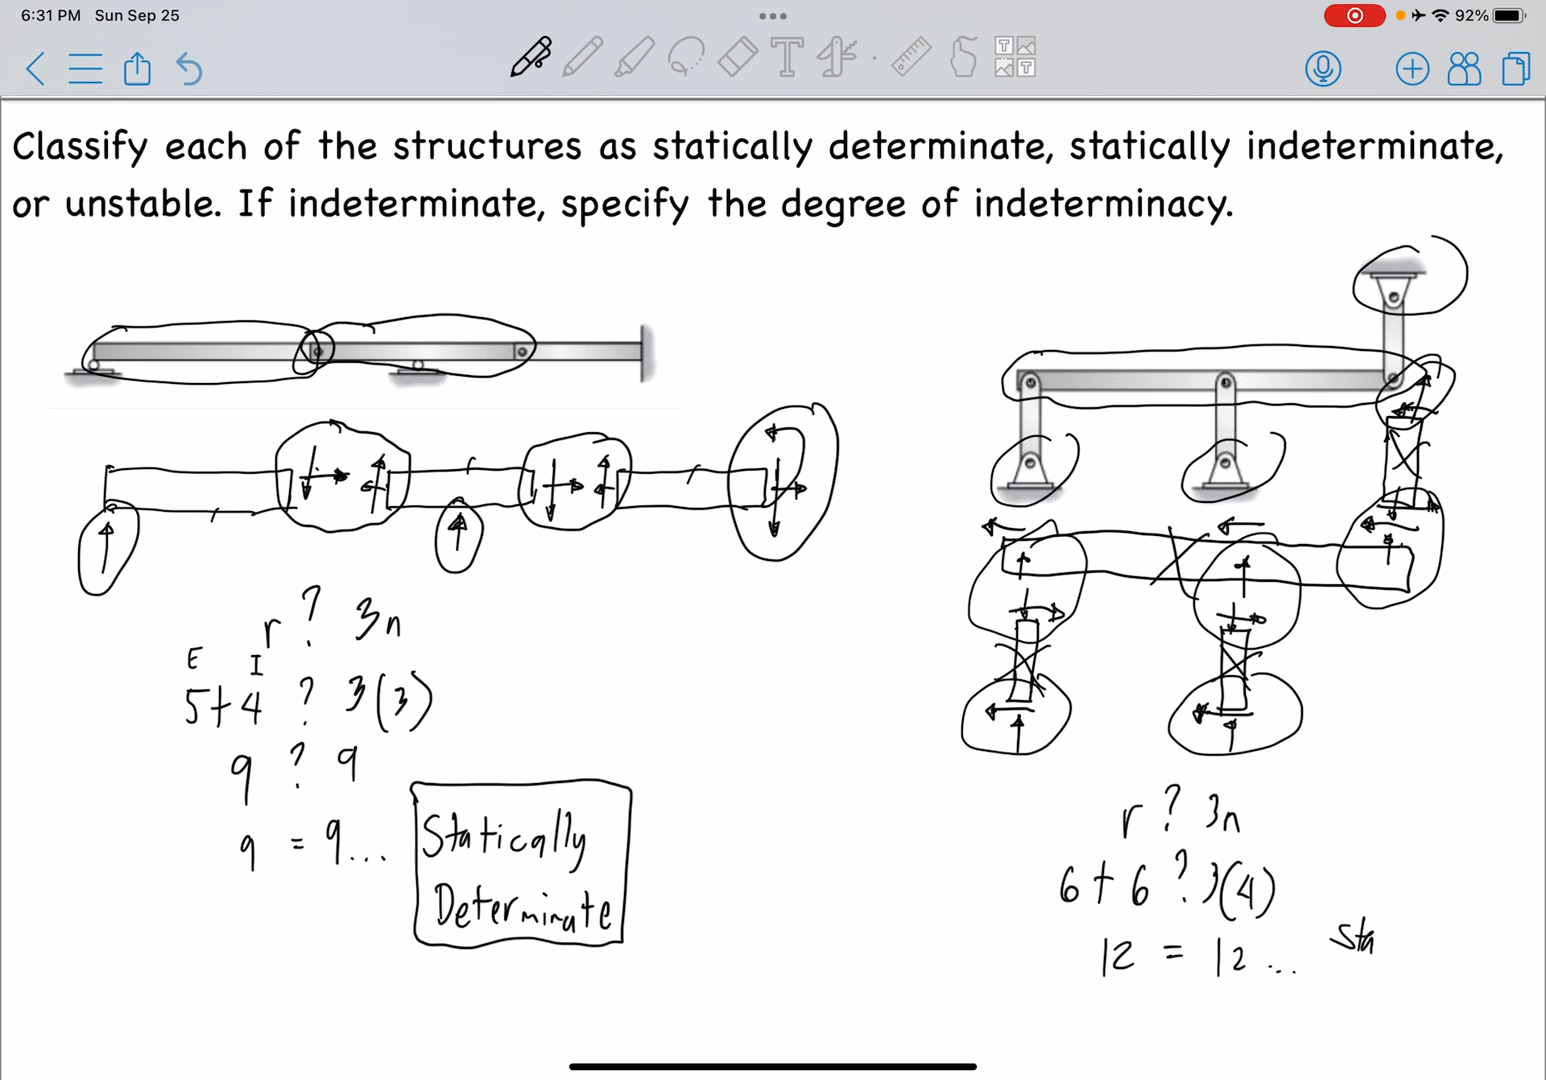 6:31 PM Sun Sep 25
92%
T
T
T
Classify each of the structures as statically determinate, statically indeterminate,
or unstable. If indeterminate, specify the degree of indeterminacy.
r ? 3n
E I
5+4 ? 3(3)
9 ? 9
9 = 9...
Statically
Determinate
r ? 3n
6+6 ? 3(4)
12 = 12 ...
Sta